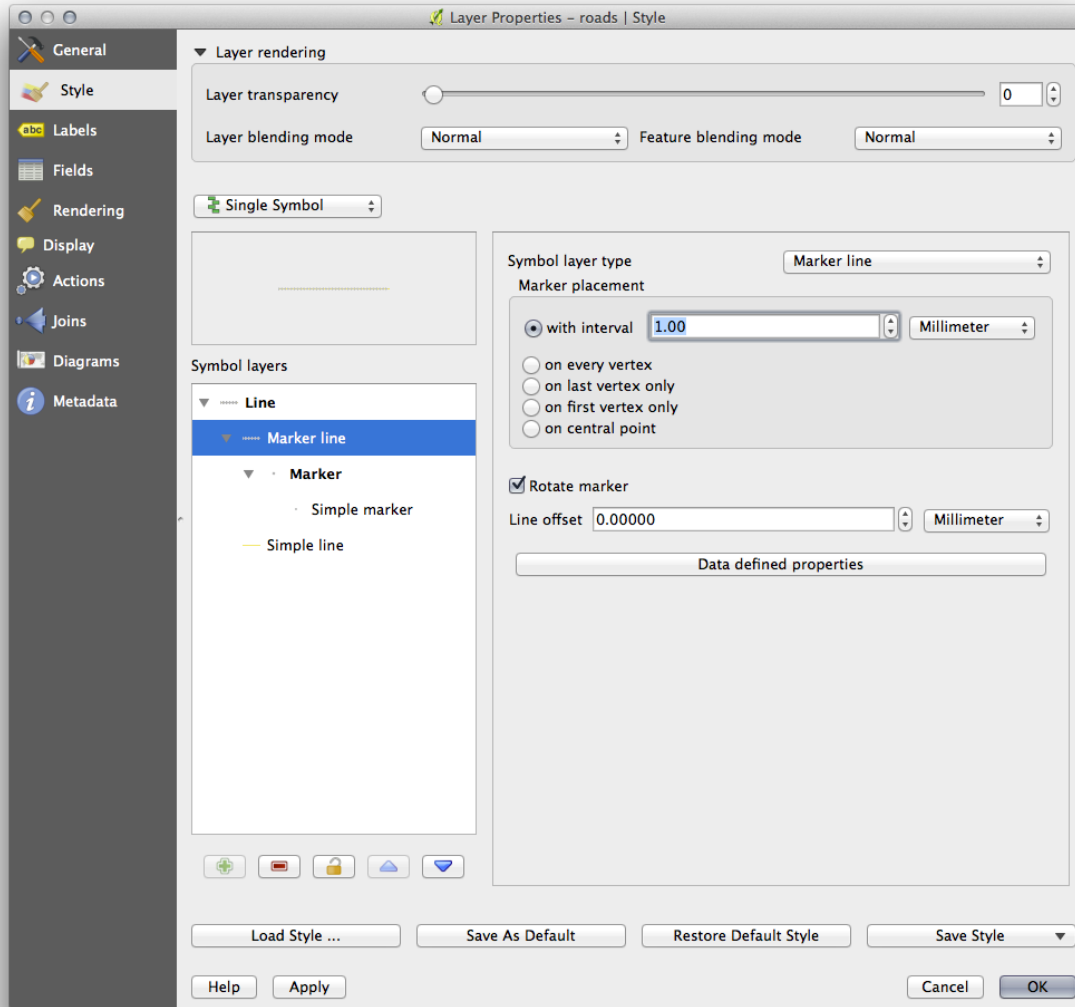 Layer Properties – roads | Style
General
Style
abc Labels
Fields
Rendering
Display
Actions
Joins
Diagrams
i Metadata
Layer rendering
Layer transparency 0
Layer blending mode Normal Feature blending mode Normal
Single Symbol
Symbol layers
Line
Marker line
Marker
Simple marker
Simple line
Symbol layer type Marker line
Marker placement
with interval 1.00 Millimeter
on every vertex
on last vertex only
on first vertex only
on central point
Rotate marker
Line offset 0.00000 Millimeter
Data defined properties
Load Style ... Save As Default Restore Default Style Save Style
Help Apply Cancel OK